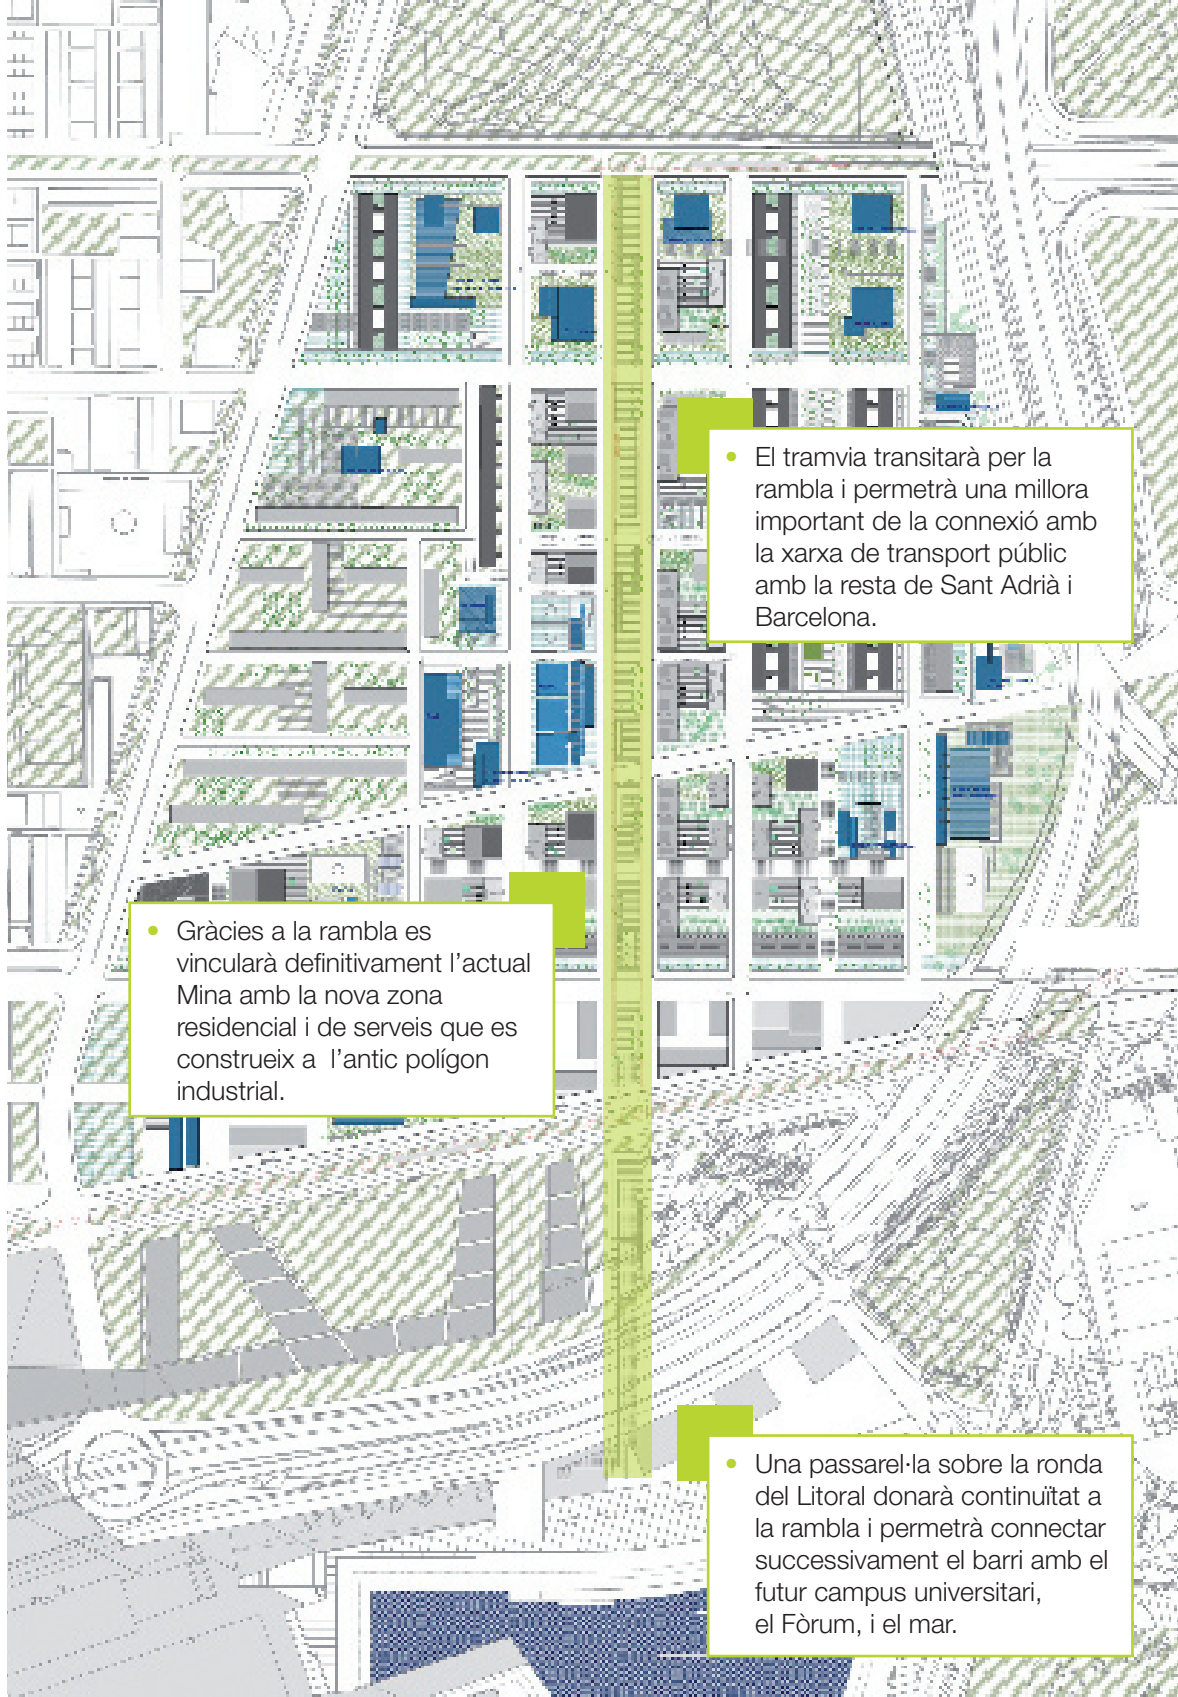 • El tramvia transitarà per la
rambla i permetrà una millora
important de la connexió amb
la xarxa de transport públic
amb la resta de Sant Adrià i
Barcelona.
• Gràcies a la rambla es
vincularà definitivament l’actual
Mina amb la nova zona
residencial i de serveis que es
construeix a l’antic polígon
industrial.
• Una passarel·la sobre la ronda
del Litoral donarà continuïtat a
la rambla i permetrà connectar
successivament el barri amb el
futur campus universitari,
el Fòrum, i el mar.